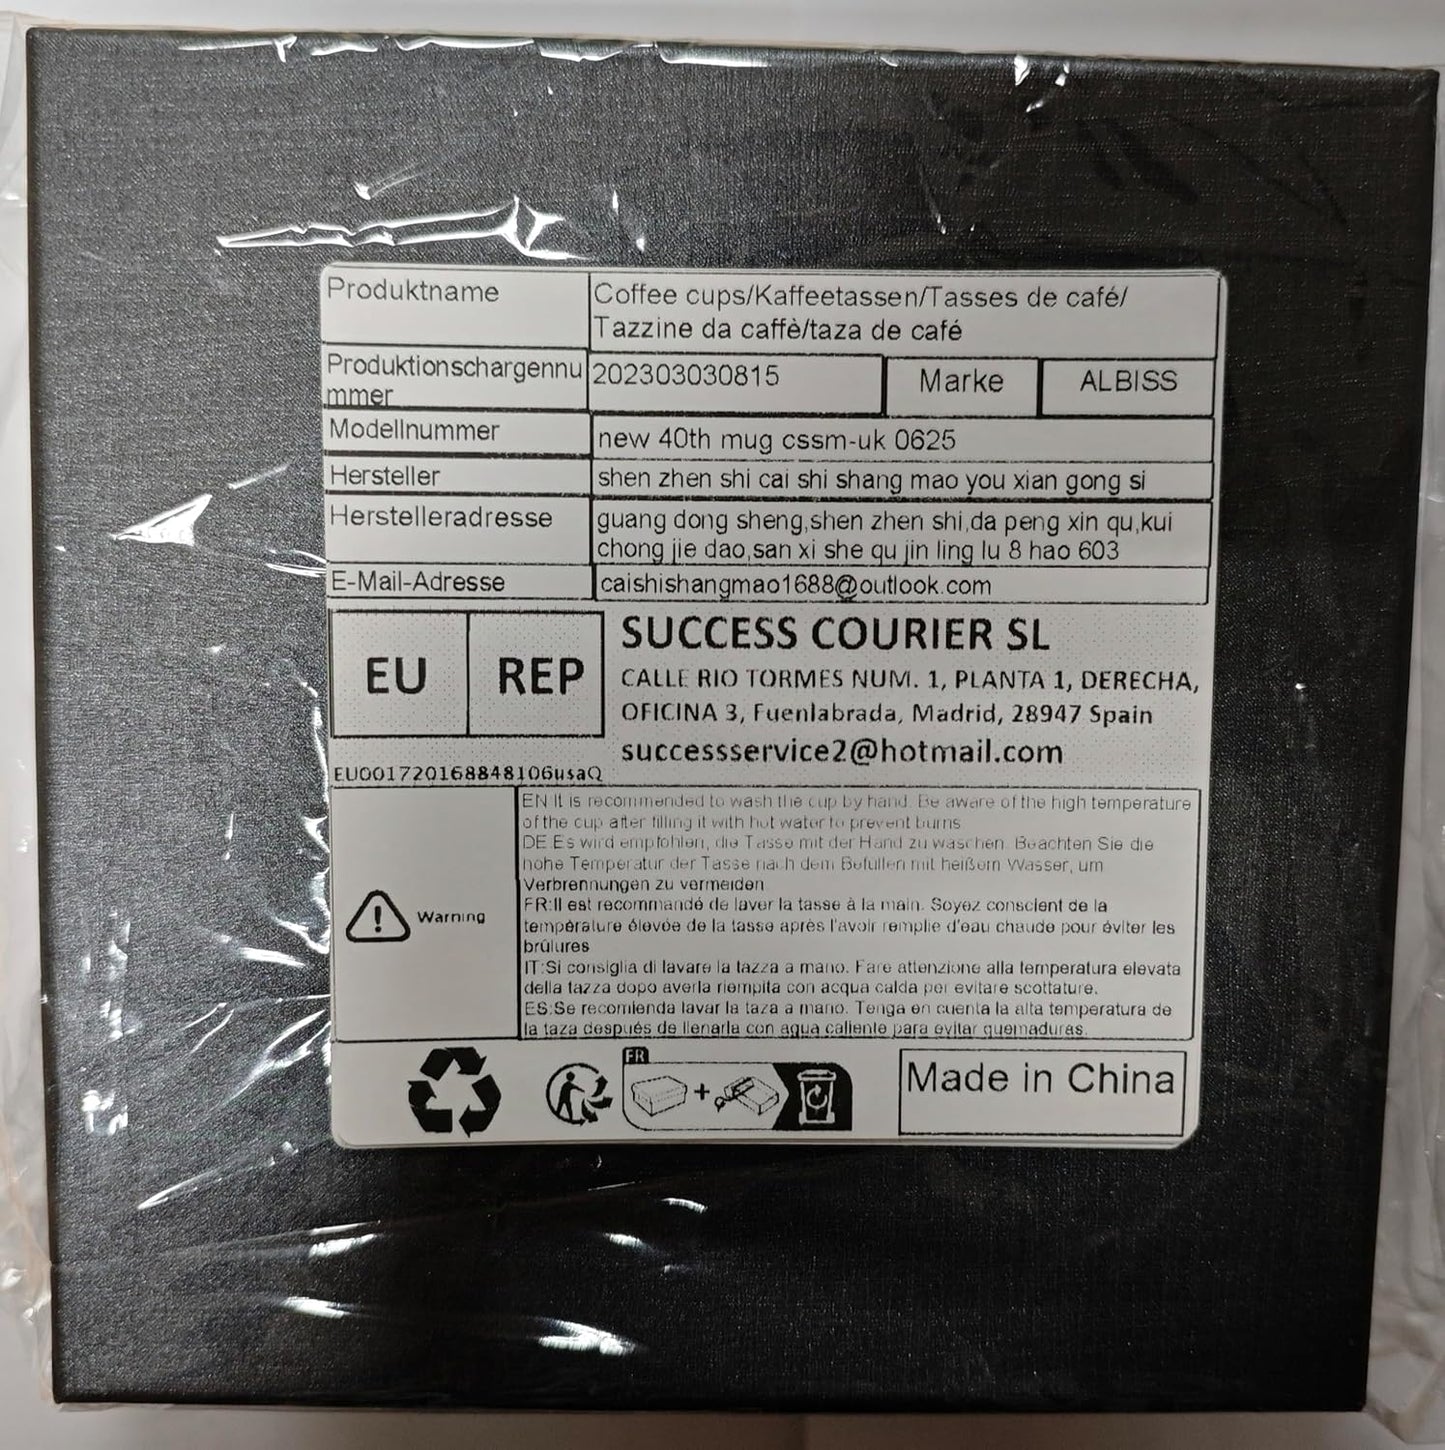 Produktname
Coffee cups/Kaffeetassen/Tasses de café/
Tazzine da caffè/taza de café
Produktionschargennu
mmer
202303030815
Marke
ALBISS
Modellnummer
new 40th mug cssm-uk 0625
Hersteller
shen zhen shi cai shi shang mao you xian gong si
Herstelleradresse
guang dong sheng,shen zhen shi,da peng xin qu,kui
chong jie dao,san xi she qu jin ling lu 8 hao 603
E-Mail-Adresse
caishishangmao1688@outlook.com
EU REP
SUCCESS COURIER SL
CALLE RIO TORMES NUM. 1, PLANTA 1, DERECHA,
OFICINA 3, Fuenlabrada, Madrid, 28947 Spain
successservice2@hotmail.com
EU001720168848106usaQ
Warning
EN It is recommended to wash the cup by hand. Be aware of the high temperature
of the cup after filling it with hot water to prevent burns
DE Es wird empfohlen, die Tasse mit der Hand zu waschen. Beachten Sie die
hohe Temperatur der Tasse nach dem Befüllen mit heißem Wasser, um
Verbrennungen zu vermeiden
FR:Il est recommandé de laver la tasse à la main. Soyez conscient de la
température élevée de la tasse après l'avoir remplie d'eau chaude pour éviter les
brûlures
IT:Si consiglia di lavare la tazza a mano. Fare attenzione alla temperatura elevata
della tazza dopo averla riempita con acqua calda per evitare scottature.
ES:Se recomienda lavar la taza a mano. Tenga en cuenta la alta temperatura de
la taza después de llenarla con agua caliente para evitar quemaduras.
FR
+
Made in China